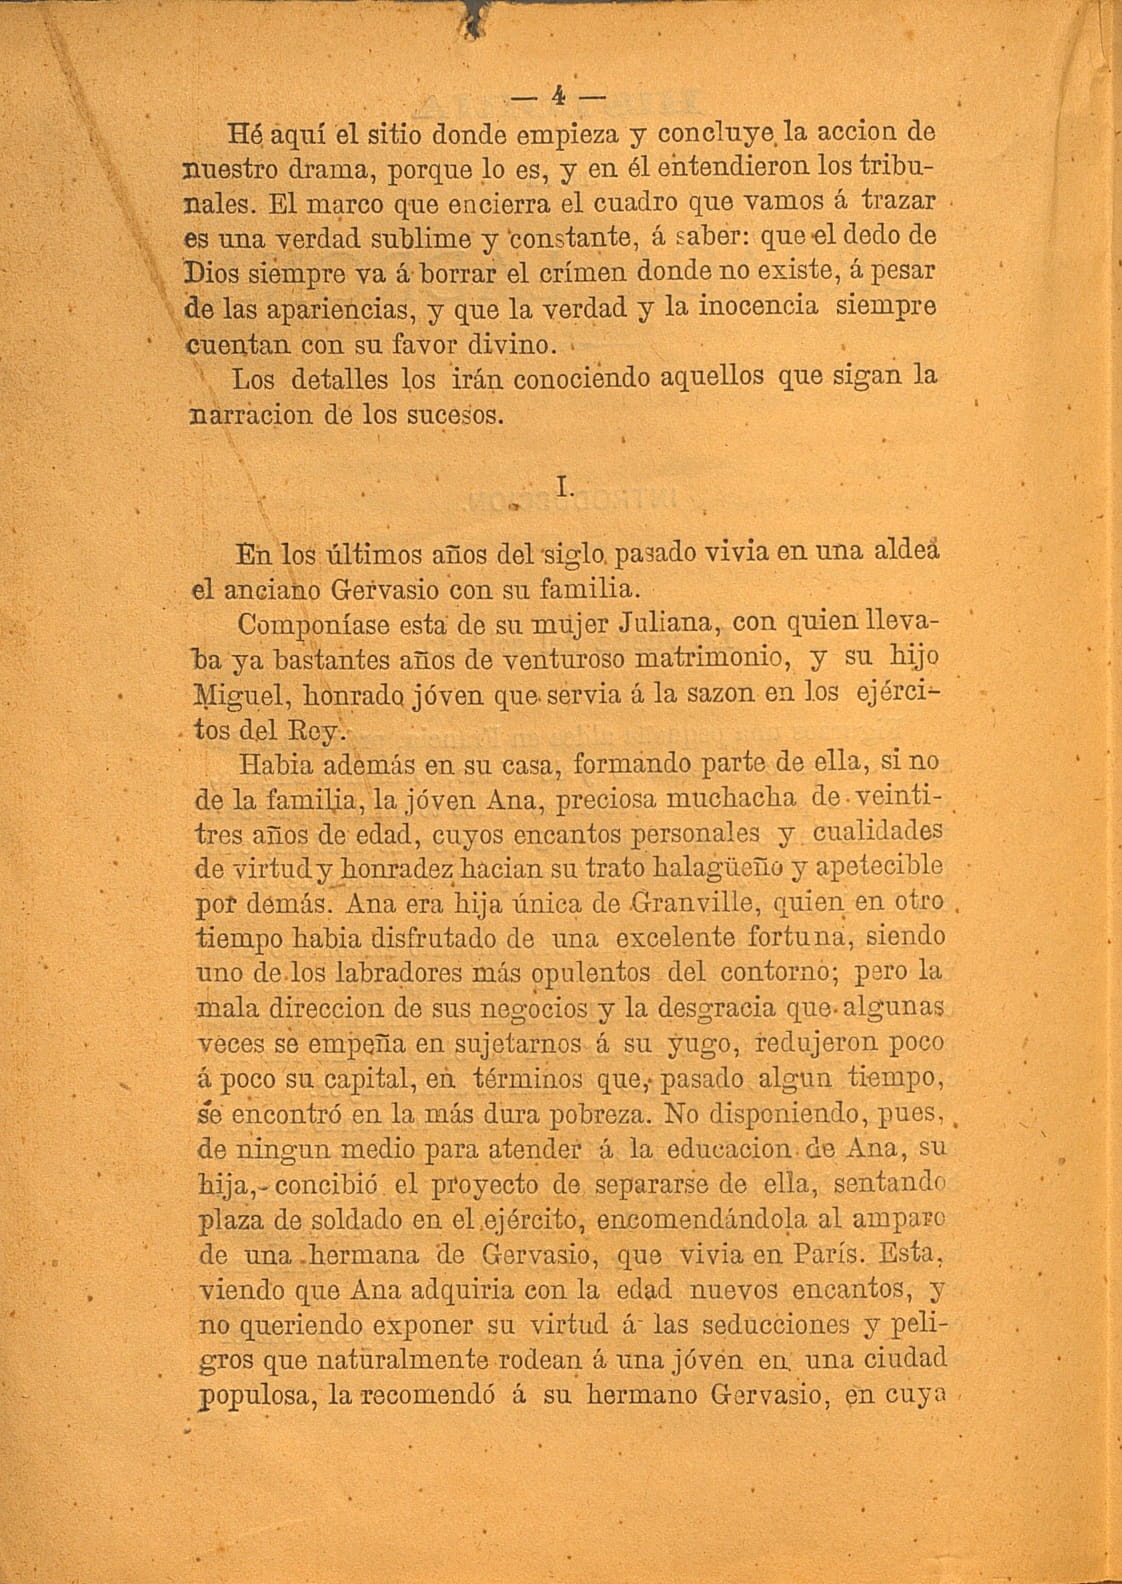 — 4 —
Hé aquí el sitio donde empieza y concluye la accion de
nuestro drama, porque lo es, y en él entendieron los tribu-
nales. El marco que encierra el cuadro que vamos á trazar
es una verdad sublime y constante, á saber: que el dedo de
Dios siempre va á borrar el crímen donde no existe, á pesar
de las apariencias, y que la verdad y la inocencia siempre
cuentan con su favor divino.
Los detalles los irán conociendo aquellos que sigan la
narracion de los sucesos.
I.
En los últimos años del siglo pasado vivia en una aldea
el anciano Gervasio con su familia.
Componíase esta de su mujer Juliana, con quien lleva-
ba ya bastantes años de venturoso matrimonio, y su hijo
Miguel, honrado jóven que servia á la sazon en los ejérci-
tos del Rey.
Habia además en su casa, formando parte de ella, si no
de la familia, la jóven Ana, preciosa muchacha de veinti-
tres años de edad, cuyos encantos personales y cualidades
de virtud y honradez hacian su trato halagüeño y apetecible
por demás. Ana era hija única de Granville, quien en otro
tiempo habia disfrutado de una excelente fortuna, siendo
uno de los labradores más opulentos del contorno; pero la
mala direccion de sus negocios y la desgracia que algunas
veces se empeña en sujetarnos á su yugo, redujeron poco
á poco su capital, en términos que, pasado algun tiempo,
se encontró en la más dura pobreza. No disponiendo, pues,
de ningun medio para atender á la educacion de Ana, su
hija, concibió el proyecto de separarse de ella, sentando
plaza de soldado en el ejército, encomendándola al amparo
de una hermana de Gervasio, que vivia en París. Esta,
viendo que Ana adquiria con la edad nuevos encantos, y
no queriendo exponer su virtud á las seducciones y peli-
gros que naturalmente rodean á una jóven en una ciudad
populosa, la recomendó á su hermano Gervasio, en cuya